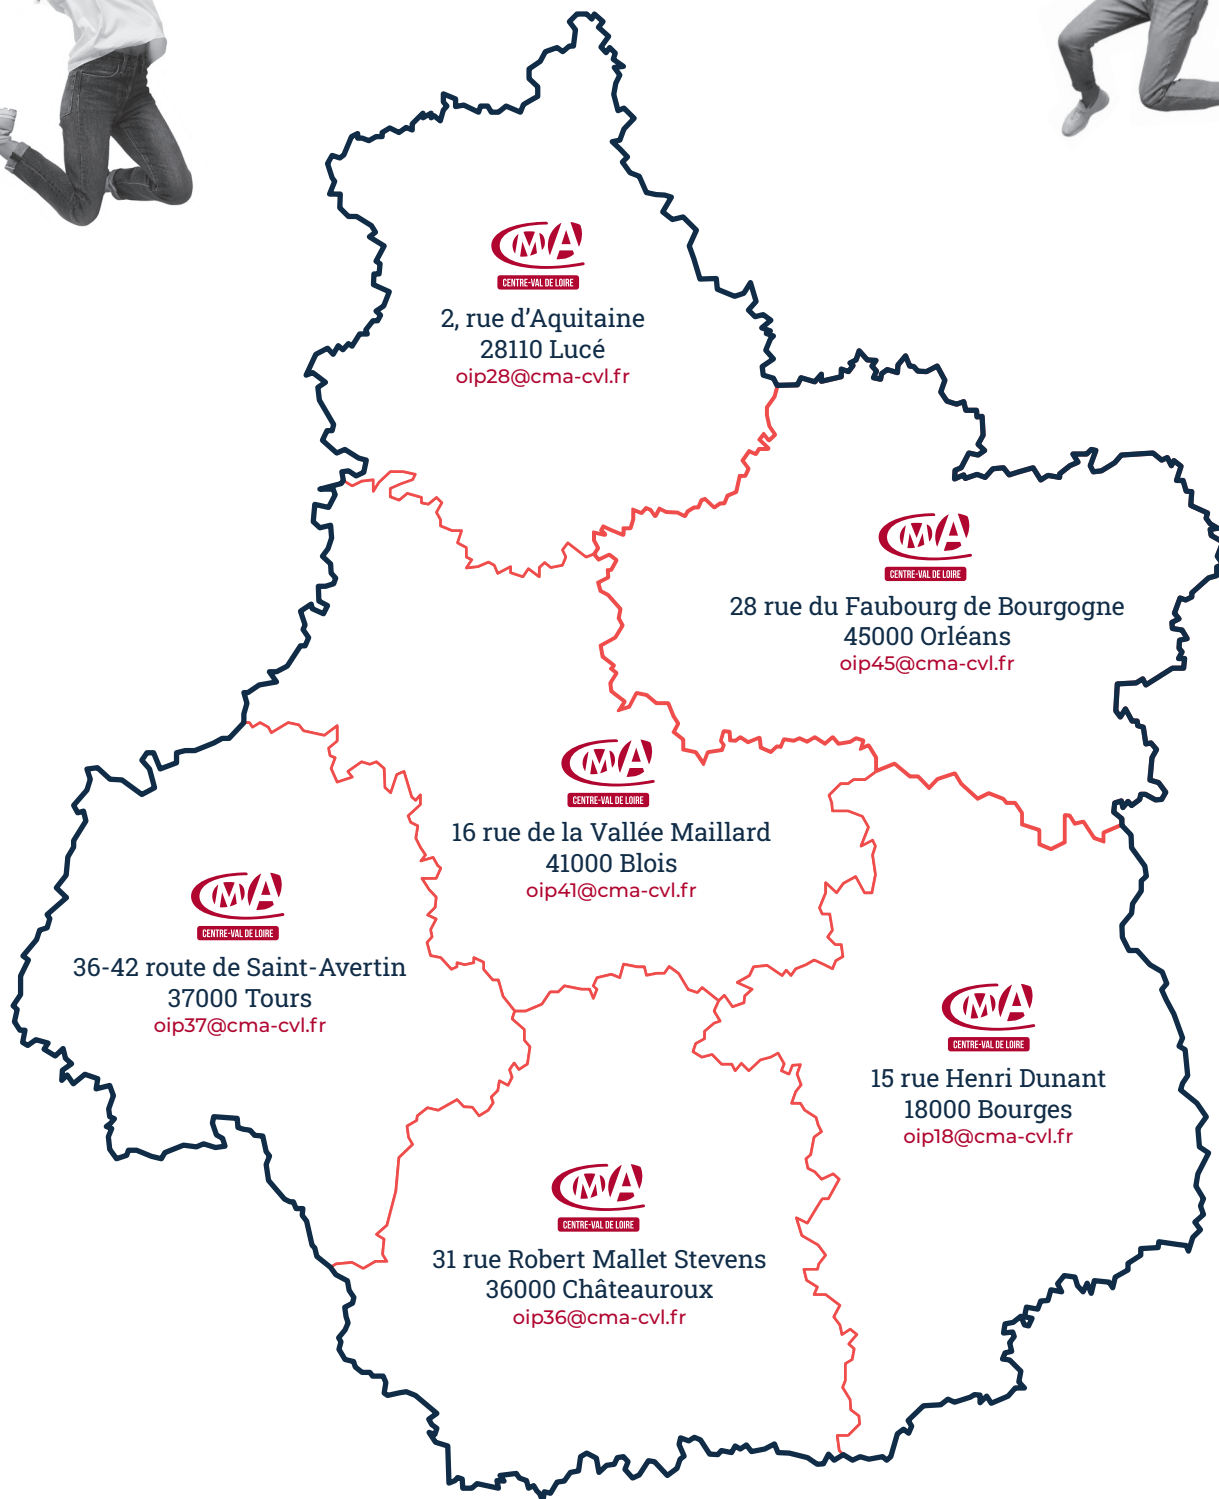 CMA
CENTRE-VAL DE LOIRE
2, rue d'Aquitaine
28110 Lucé
oip28@cma-cvl.fr
CMA
CENTRE-VAL DE LOIRE
28 rue du Faubourg de Bourgogne
45000 Orléans
oip45@cma-cvl.fr
CMA
CENTRE-VAL DE LOIRE
16 rue de la Vallée Maillard
41000 Blois
oip41@cma-cvl.fr
CMA
CENTRE-VAL DE LOIRE
36-42 route de Saint-Avertin
37000 Tours
oip37@cma-cvl.fr
CMA
CENTRE-VAL DE LOIRE
15 rue Henri Dunant
18000 Bourges
oip18@cma-cvl.fr
CMA
CENTRE-VAL DE LOIRE
31 rue Robert Mallet Stevens
36000 Châteauroux
oip36@cma-cvl.fr